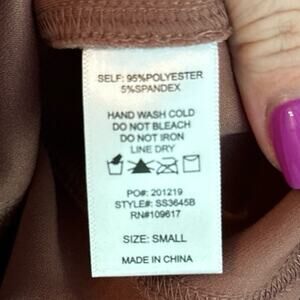 SELF: 95%POLYESTER
5%SPANDEX
HAND WASH COLD
DO NOT BLEACH
DO NOT IRON
LINE DRY
PO#: 201219
STYLE#: SS3645B
RN#109617
SIZE: SMALL
MADE IN CHINA